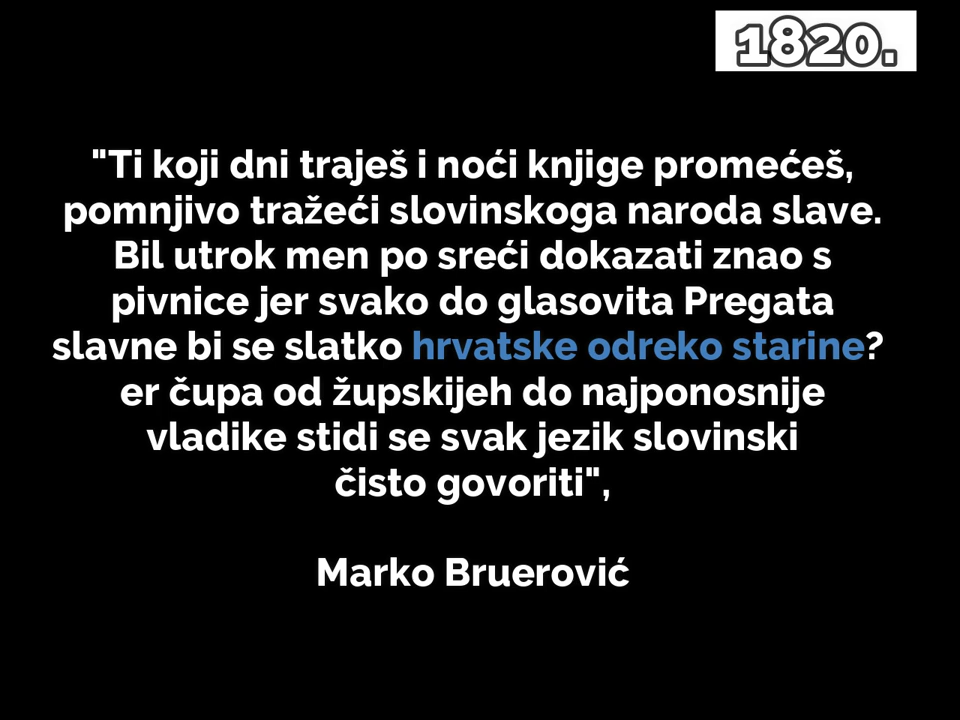 1820.
"Ti koji dni traješ i noći knjige promećeš,
pomnjivo tražeći slovinskoga naroda slave.
Bil utrok men po sreći dokazati znao s
pivnice jer svako do glasovita Pregata
slavne bi se slatko hrvatske odreko starine?
er čupa od župskijeh do najponosnije
vladike stidi se svak jezik slovinski
čisto govoriti",
Marko Bruerović